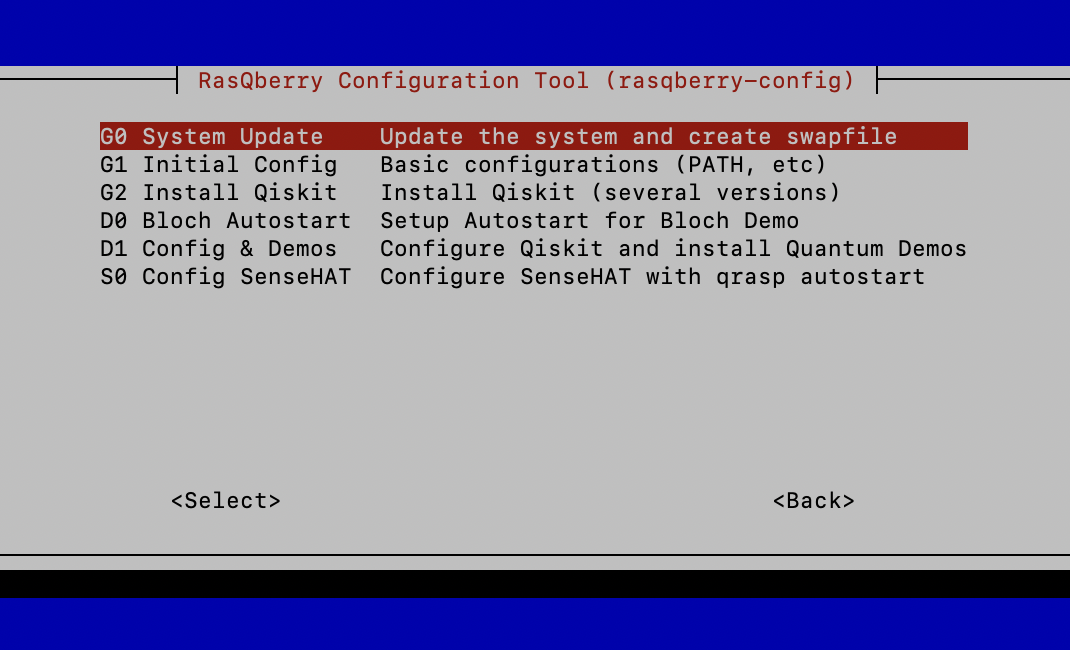 RasQberry Configuration Tool (rasqberry-config)
G0 System Update Update the system and create swapfile
G1 Initial Config Basic configurations (PATH, etc)
G2 Install Qiskit Install Qiskit (several versions)
D0 Bloch Autostart Setup Autostart for Bloch Demo
D1 Config & Demos Configure Qiskit and install Quantum Demos
S0 Config SenseHAT Configure SenseHAT with qrasp autostart
<Select> <Back>